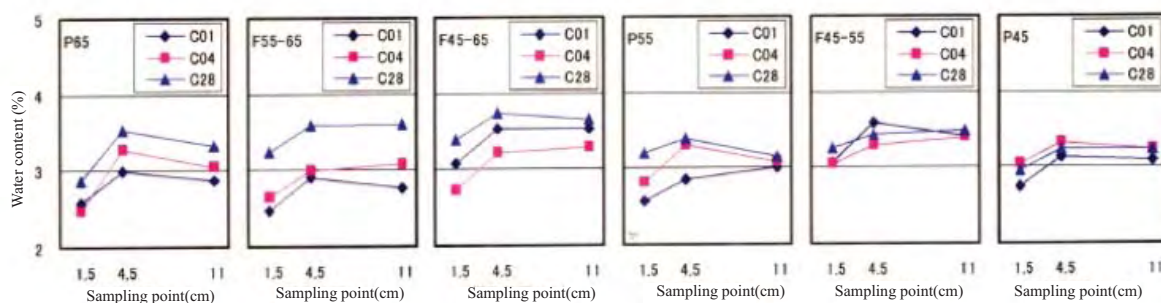 Water content (%)
5
4
3
2
P65
C01
C04
C28
1.5 4.5 11
Sampling point(cm)
F55-65
C01
C04
C28
1.5 4.5 11
Sampling point(cm)
F45-65
C01
C04
C28
1.5 4.5 11
Sampling point(cm)
P55
C01
C04
C28
1.5 4.5 11
Sampling point(cm)
F45-55
C01
C04
C28
1.5 4.5 11
Sampling point(cm)
P45
C01
C04
C28
1.5 4.5 11
Sampling point(cm)